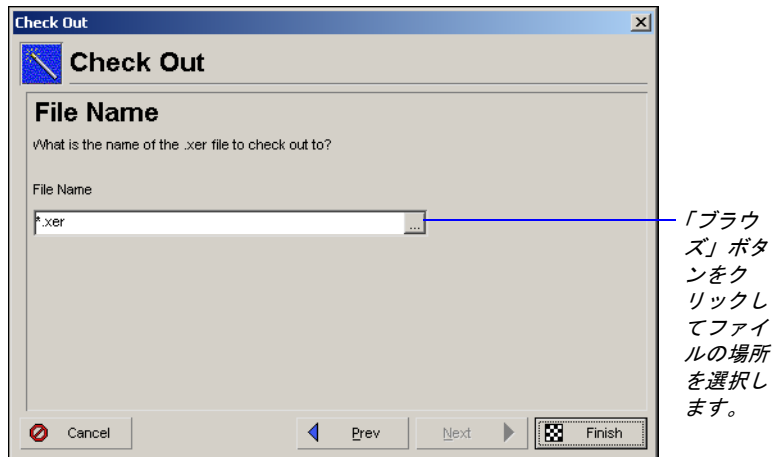 Check Out
Check Out
File Name
What is the name of the .xer file to check out to?
File Name
*.xer
...
「ブラウ
ズ」ボタ
ンをク
リックし
てファイ
ルの場所
を選択し
ます。
Cancel
Prev
Next
Finish